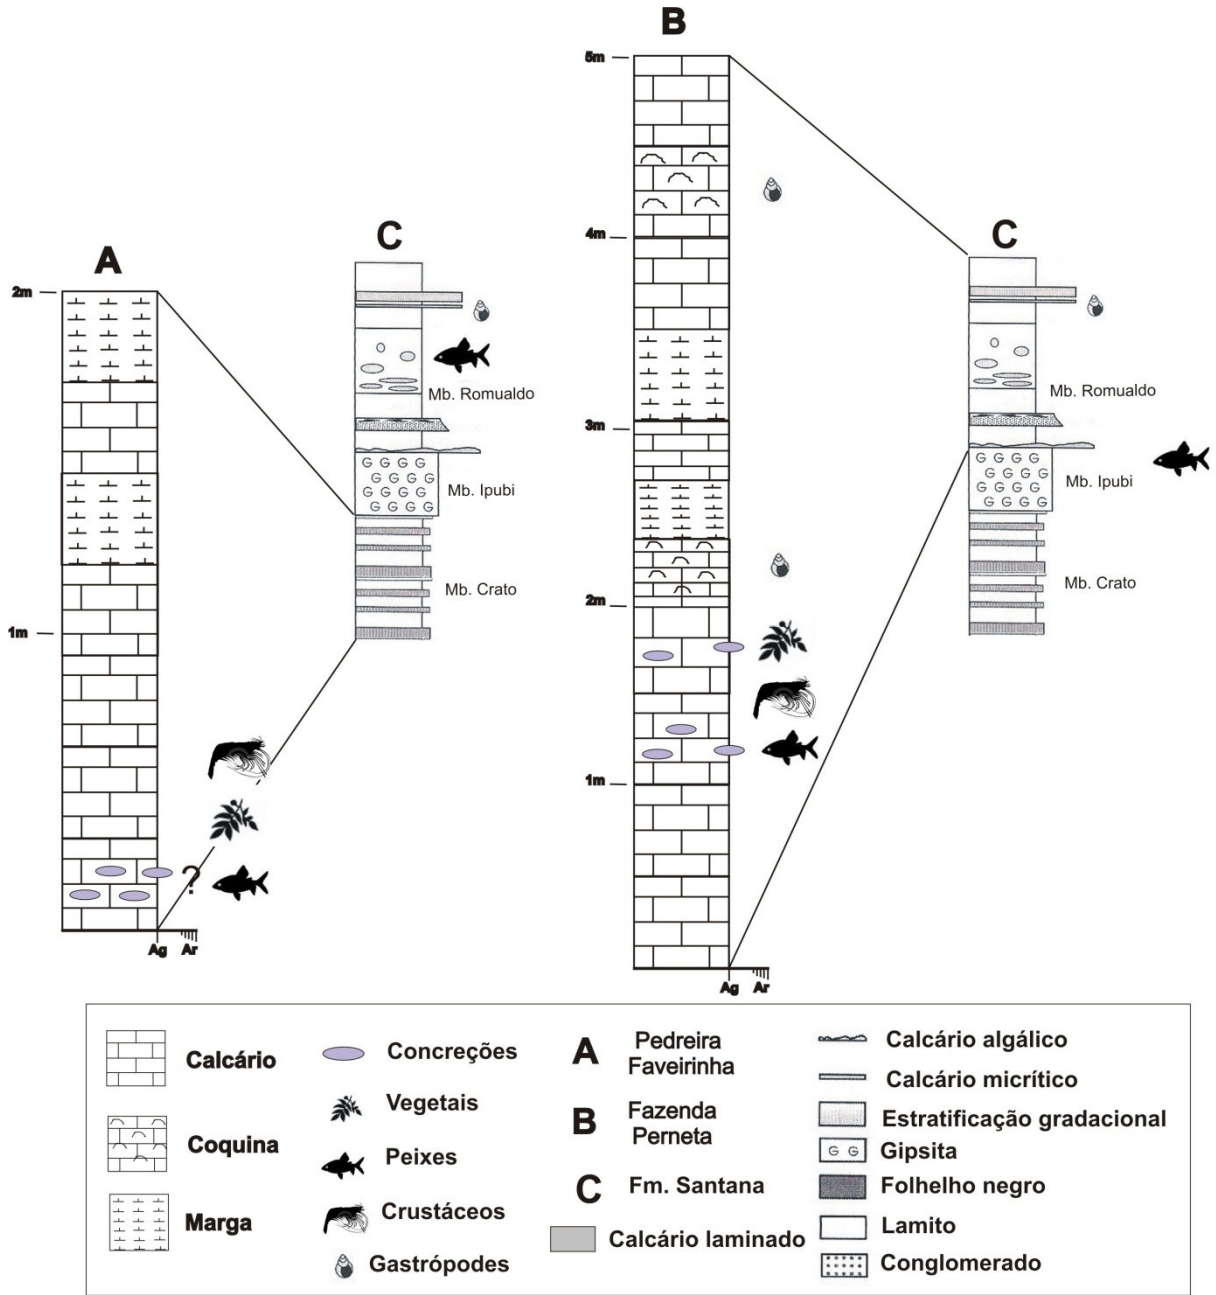 A
2m
1m
?
Ag
Ar
C
Mb. Romualdo
G G G G
G G G G
G G G G
G G G G
Mb. Ipubi
Mb. Crato
B
5m
4m
3m
2m
1m
Ag
Ar
C
Mb. Romualdo
G G G G
G G G G
G G G G
G G G G
Mb. Ipubi
Mb. Crato
Calcário
Coquina
Marga
Concreções
Vegetais
Peixes
Crustáceos
Gastrópodes
A
Pedreira
Faveirinha
B
Fazenda
Perneta
C
Fm. Santana
Calcário laminado
Calcário algálico
Calcário micrítico
Estratificação gradacional
G G
Gipsita
Folhelho negro
Lamito
Conglomerado